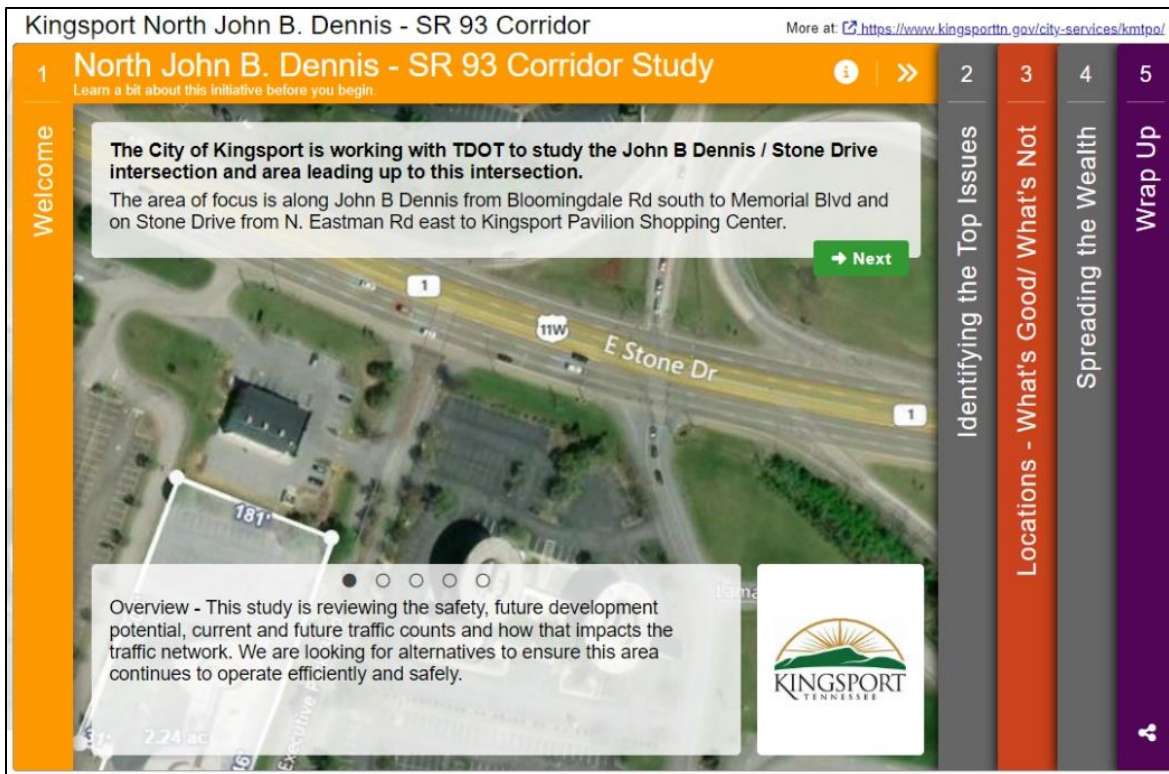 Kingsport North John B. Dennis - SR 93 Corridor
More at: https://www.kingsporttn.gov/city-services/kmtpo/
1
Welcome
North John B. Dennis - SR 93 Corridor Study
Learn a bit about this initiative before you begin.
The City of Kingsport is working with TDOT to study the John B Dennis / Stone Drive
intersection and area leading up to this intersection.
The area of focus is along John B Dennis from Bloomingdale Rd south to Memorial Blvd and
on Stone Drive from N. Eastman Rd east to Kingsport Pavilion Shopping Center.
Next
1
11W
E Stone Dr
1
181'
Overview - This study is reviewing the safety, future development
potential, current and future traffic counts and how that impacts the
traffic network. We are looking for alternatives to ensure this area
continues to operate efficiently and safely.
2.24 ac
Executive
KINGSPORT
TENNESSEE
2
Identifying the Top Issues
3
Locations - What's Good/ What's Not
4
Spreading the Wealth
5
Wrap Up